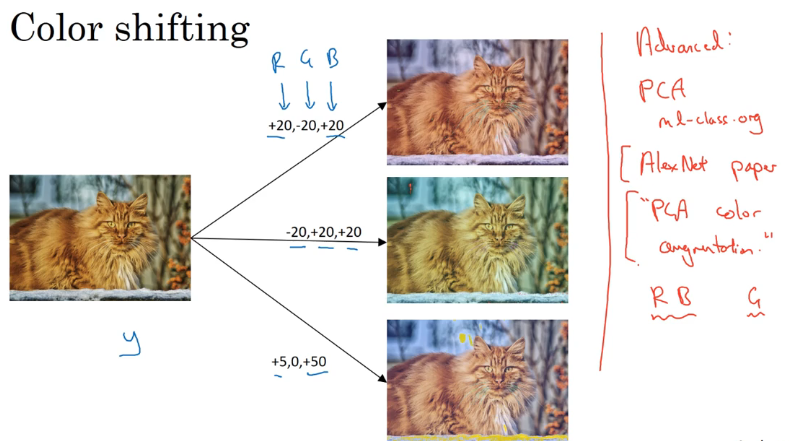 Color shifting
R G B
+20,-20,+20
-20,+20,+20
+5,0,+50
y
Advanced:
PCA
ml-class.org
[AlexNet paper
["PCA color
augmentation."
R B G